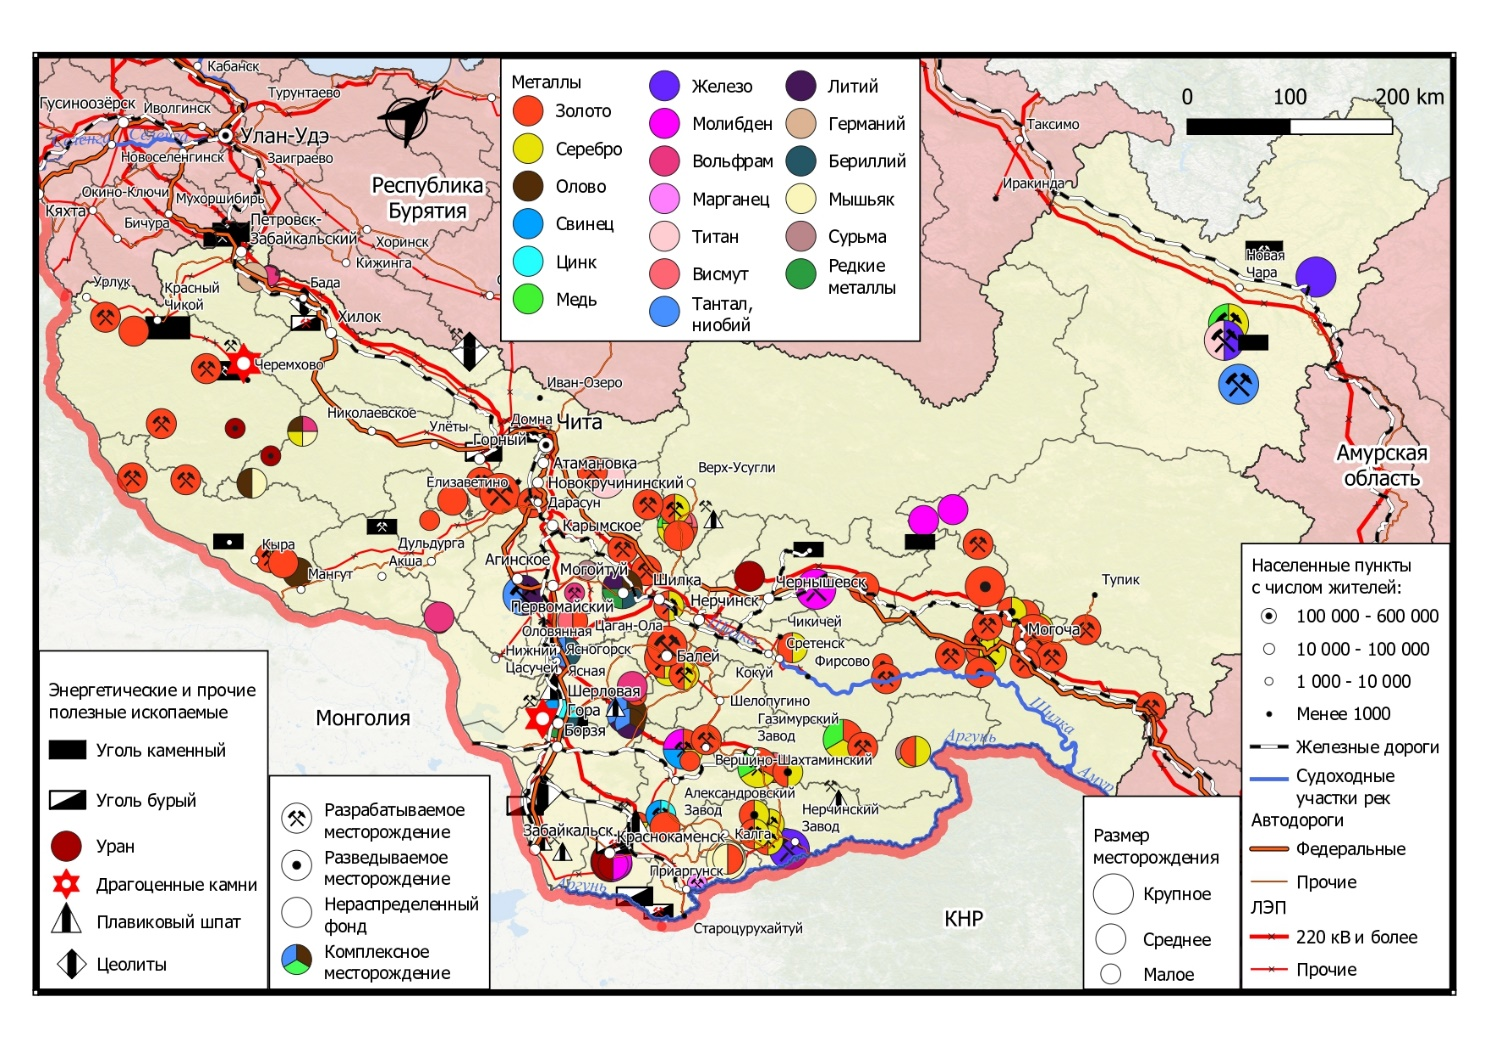 Кабанск
Гусиноозёрск
Иволгинск
Турунтаево
Улан-Удэ
Селенга
Новоселенгинск
Заиграево
Окино-Ключи
Мухоршибирь
Кяхта
Бичура
Петровск-
Забайкальский
Хоринск
Кижинга
Республика
Бурятия
Урлук
Красный
Чикой
Бада
Хилок
Черемхово
Николаевское
Улёты
Горный
Домна
Чита
Иван-Озеро
Атамановка
Новокручининский
Верх-Усугли
Елизаветино
Дарасун
Карымское
Кыра
Мангут
Дульдурга
Акша
Агинское
Могойтуй
Первомайский
Шилка
Нерчинск
Чернышевск
Цаган-Ола
Оловянная
Нижний
Цасучей
Ясногорск
Ясная
Балей
Чикичей
Сретенск
Фирсово
Кокуй
Могоча
Тупик
Шерловая
Гора
Борзя
Шелопугино
Газимурский
Завод
Вершино-Шахтаминский
Александровский
Завод
Нерчинский
Завод
Забайкальск
Краснокаменск
Калга
Приаргунск
Староцурухайтуй
Шилка
Аргунь
Амур
Аргунь
Таксимо
Иракинда
Новая
Чара
Амурская
область
Монголия
КНР
Металлы
Золото
Серебро
Олово
Свинец
Цинк
Медь
Железо
Молибден
Вольфрам
Марганец
Титан
Висмут
Тантал,
ниобий
Литий
Германий
Бериллий
Мышьяк
Сурьма
Редкие
металлы
0 100 200 km
Энергетические и прочие
полезные ископаемые
Уголь каменный
Уголь бурый
Уран
Драгоценные камни
Плавиковый шпат
Цеолиты
Разрабатываемое
месторождение
Разведываемое
месторождение
Нераспределенный
фонд
Комплексное
месторождение
Размер
месторождения
Крупное
Среднее
Малое
Населенные пункты
с числом жителей:
100 000 - 600 000
10 000 - 100 000
1 000 - 10 000
Менее 1000
Железные дороги
Судоходные
участки рек
Автодороги
Федеральные
Прочие
ЛЭП
220 кВ и более
Прочие